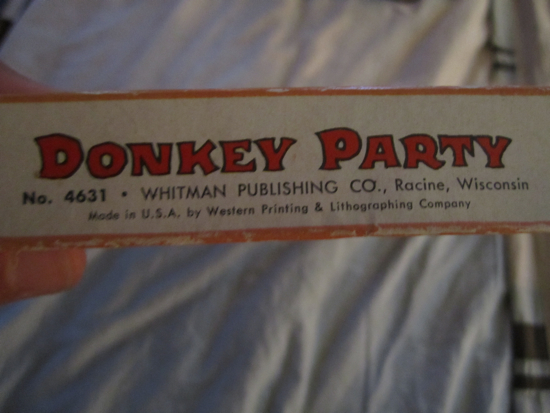 DONKEY PARTY
No. 4631 • WHITMAN PUBLISHING CO., Racine, Wisconsin
Made in U.S.A. by Western Printing & Lithographing Company